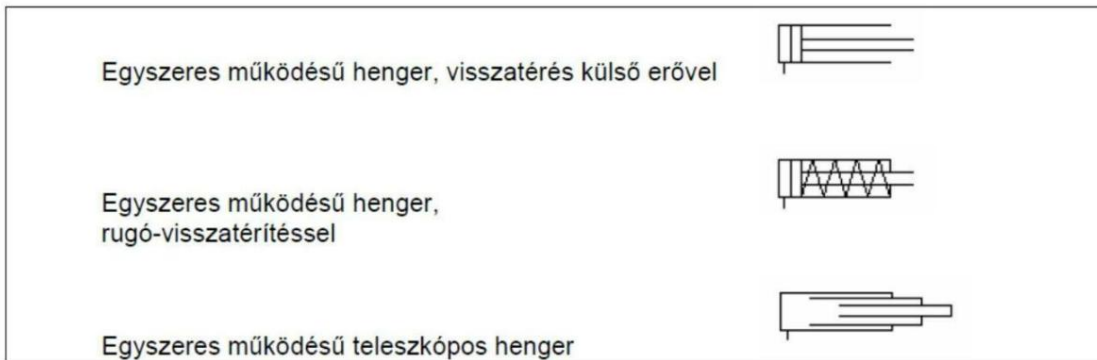 Egyszeres működésű henger, visszatérés külső erővel
Egyszeres működésű henger,
rugó-visszatérítéssel
Egyszeres működésű teleszkópos henger